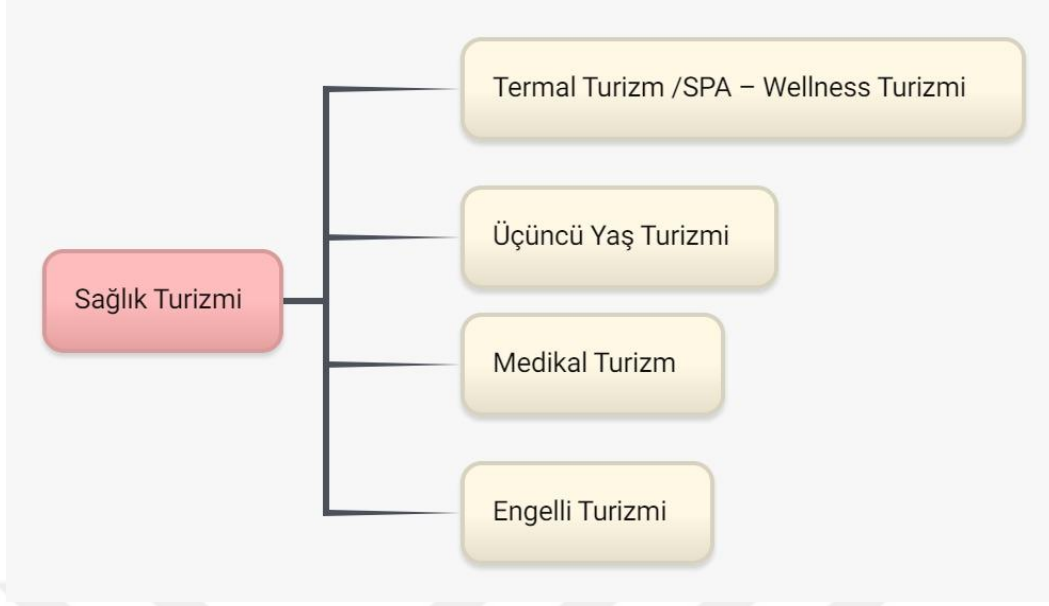 Termal Turizm /SPA – Wellness Turizmi
Üçüncü Yaş Turizmi
Sağlık Turizmi
Medikal Turizm
Engelli Turizmi